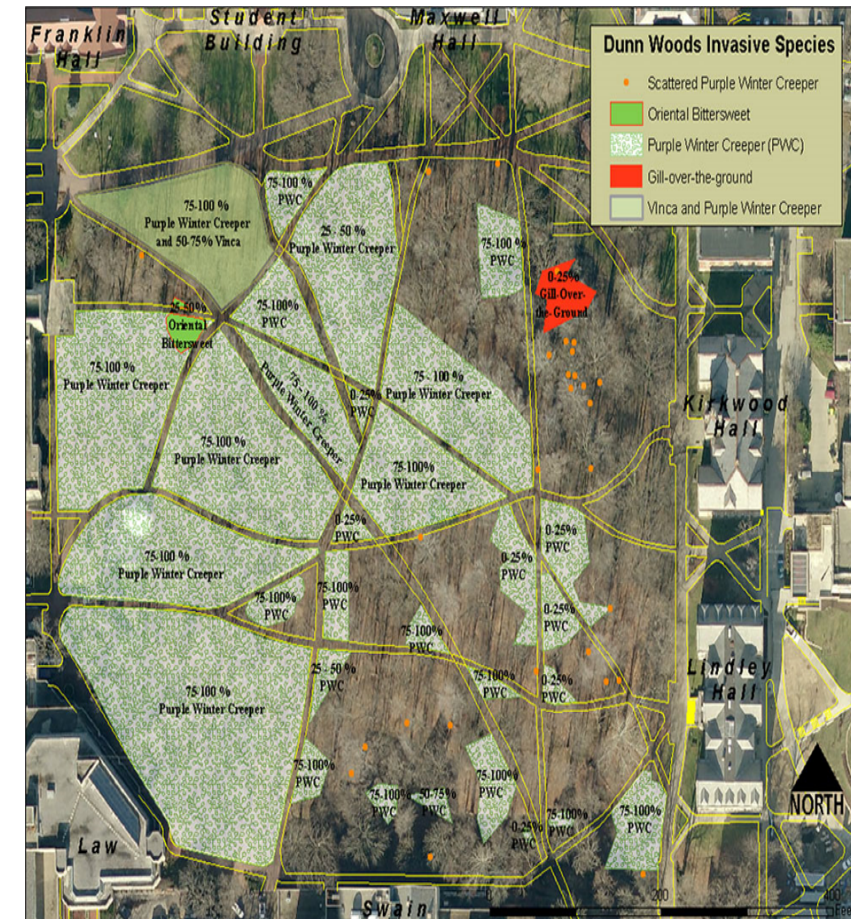 Franklin
Hall
Student
Building
Maxwell
Hall
Dunn Woods Invasive Species
Scattered Purple Winter Creeper
Oriental Bittersweet
Purple Winter Creeper (PWC)
Gill-over-the-ground
Vinca and Purple Winter Creeper
75-100 %
PWC
75-100 %
Purple Winter Creeper
and 50-75% Vinca
25 - 50 %
Purple Winter Creeper
75-100 %
PWC
0-25%
Gill-Over-
the-Ground
25-50%
Oriental
Bittersweet
75-100%
PWC
75-100 %
Purple Winter Creeper
75 - 100 %
Purple Winter Creeper
75 - 100 %
Purple Winter Creeper
0-25%
PWC
Kirkwood
Hall
75-100 %
Purple Winter Creeper
75-100%
Purple Winter Creeper
0-25%
PWC
0-25%
PWC
0-25%
PWC
75-100 %
Purple Winter Creeper
75-100%
PWC
75-100%
PWC
0-25%
PWC
75-100%
PWC
Lindley
Hall
25 - 50 %
PWC
75-100%
PWC
0-25%
PWC
75-100 %
Purple Winter Creeper
75-100%
PWC
75-100%
PWC
75-100%
PWC
50-75%
PWC
NORTH
75-100%
PWC
75-100%
PWC
0-25%
PWC
Law
Swain
0
200
400
Feet